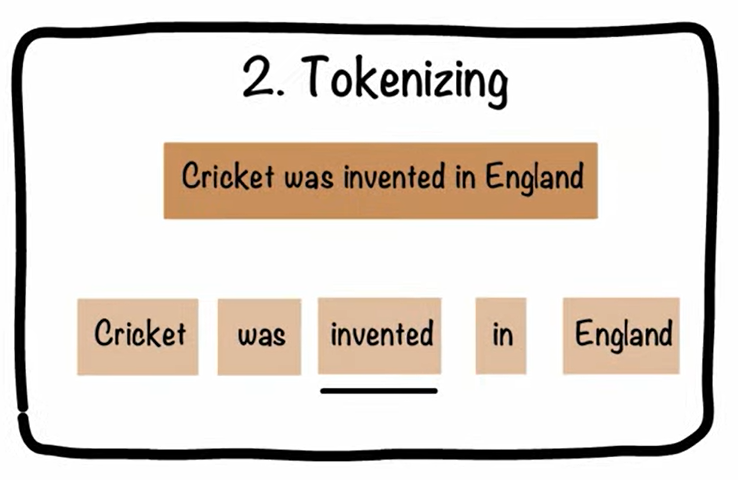 2. Tokenizing
Cricket was invented in England
Cricket was invented in England